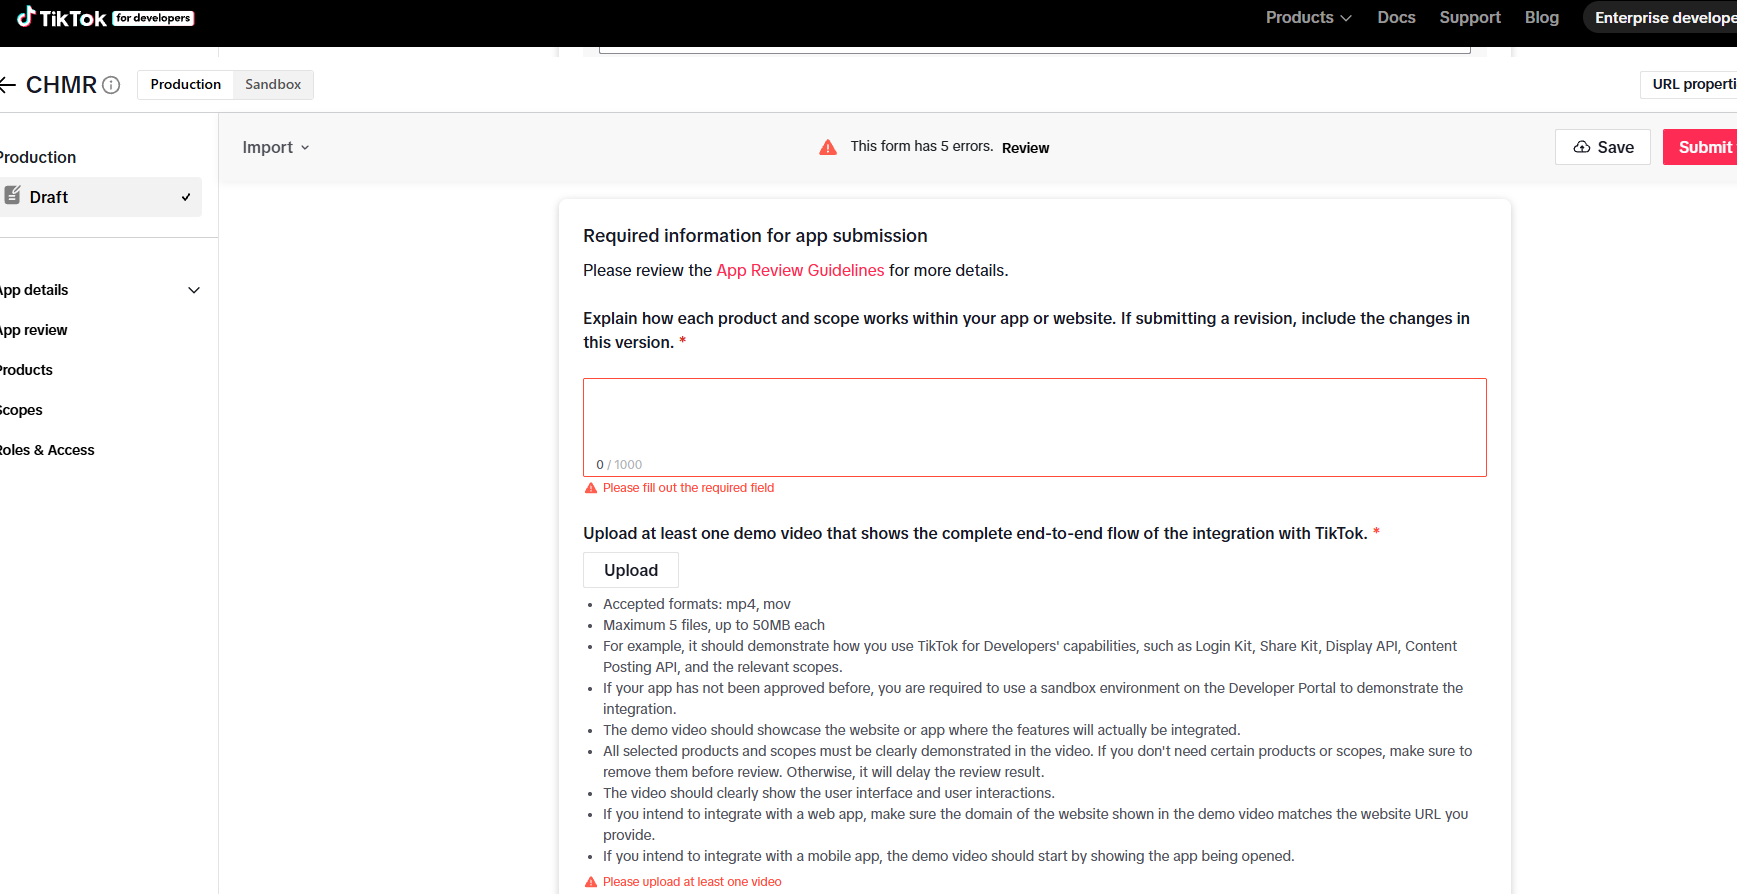 TikTok for developers
Products
Docs
Support
Blog
Enterprise develope
CHMR
Production
Sandbox
URL properti
Production
Draft
App details
App review
Products
Scopes
Roles & Access
Import
This form has 5 errors. Review
Save
Submit
Required information for app submission
Please review the App Review Guidelines for more details.
Explain how each product and scope works within your app or website. If submitting a revision, include the changes in
this version. *
0 / 1000
Please fill out the required field
Upload at least one demo video that shows the complete end-to-end flow of the integration with TikTok. *
Upload
• Accepted formats: mp4, mov
• Maximum 5 files, up to 50MB each
• For example, it should demonstrate how you use TikTok for Developers' capabilities, such as Login Kit, Share Kit, Display API, Content
Posting API, and the relevant scopes.
• If your app has not been approved before, you are required to use a sandbox environment on the Developer Portal to demonstrate the
integration.
• The demo video should showcase the website or app where the features will actually be integrated.
• All selected products and scopes must be clearly demonstrated in the video. If you don't need certain products or scopes, make sure to
remove them before review. Otherwise, it will delay the review result.
• The video should clearly show the user interface and user interactions.
• If you intend to integrate with a web app, make sure the domain of the website shown in the demo video matches the website URL you
provide.
• If you intend to integrate with a mobile app, the demo video should start by showing the app being opened.
Please upload at least one video